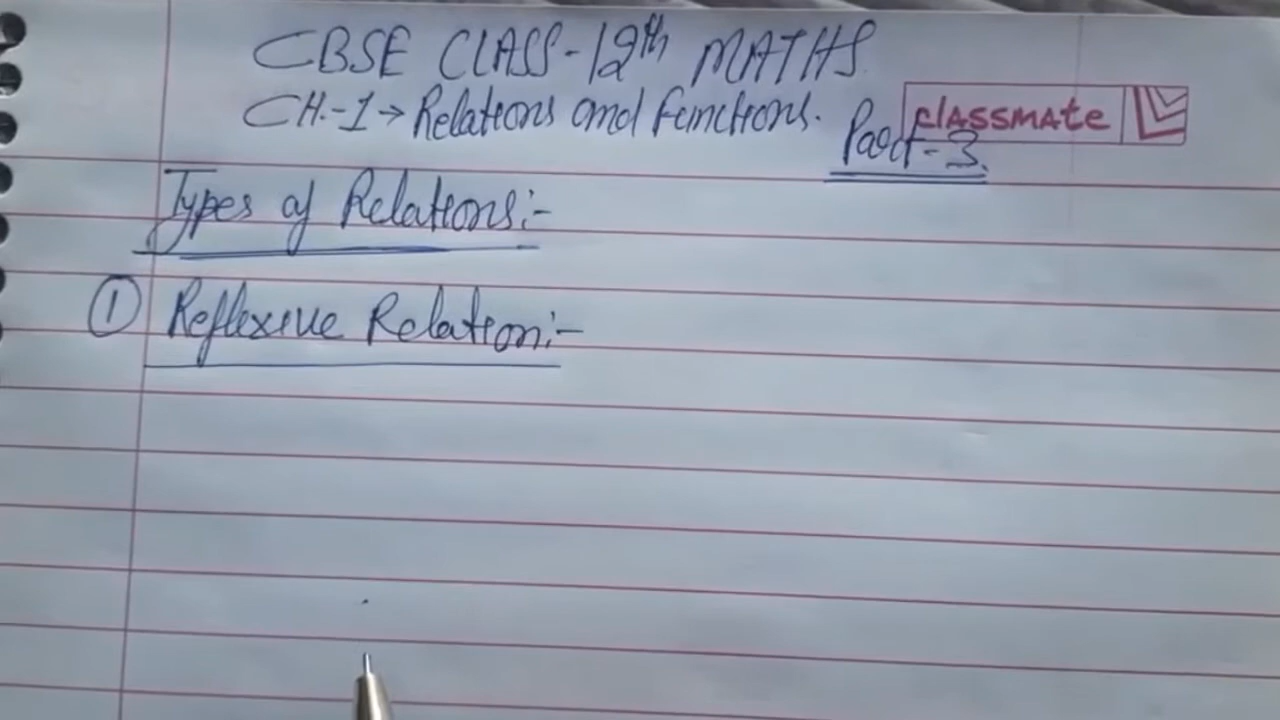 CBSE CLASS-12th MATHS
CH.-1→ Relations and functions.
classmate
Part-3.
Types of Relations:-
① Reflexive Relation:-